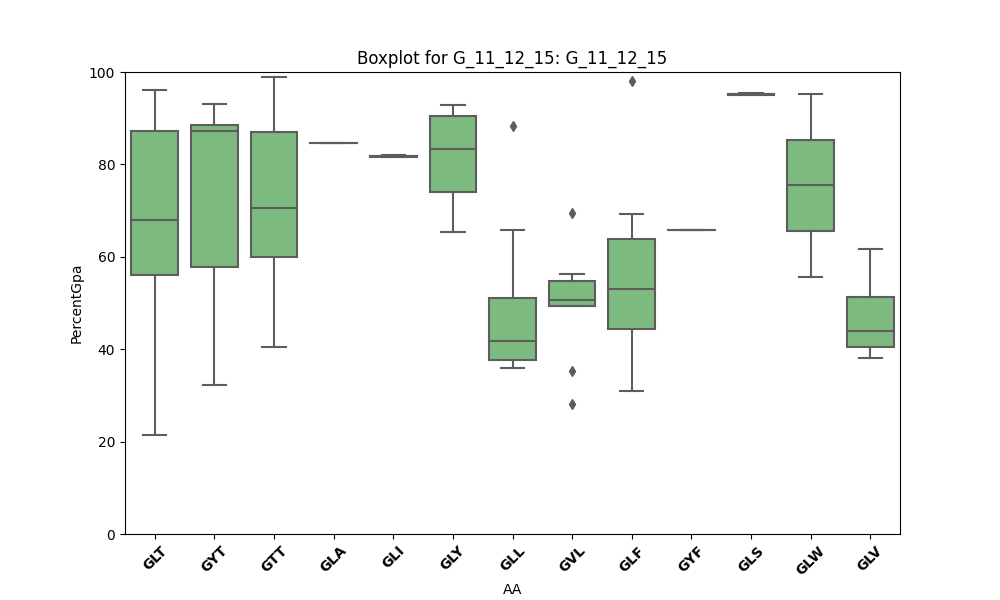 Boxplot for G_11_12_15: G_11_12_15
PercentGpa
100
80
60
40
20
0
GLT GYT GTT GLA GLI GLY GLL GVL GLF GYF GLS GLW GLV
AA